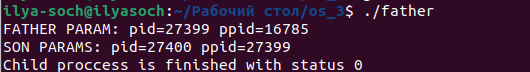 ilya-soch@ilyasoch:~/Рабочий стол/os_3$ ./father
FATHER PARAM: pid=27399 ppid=16785
SON PARAMS: pid=27400 ppid=27399
Child proccess is finished with status 0